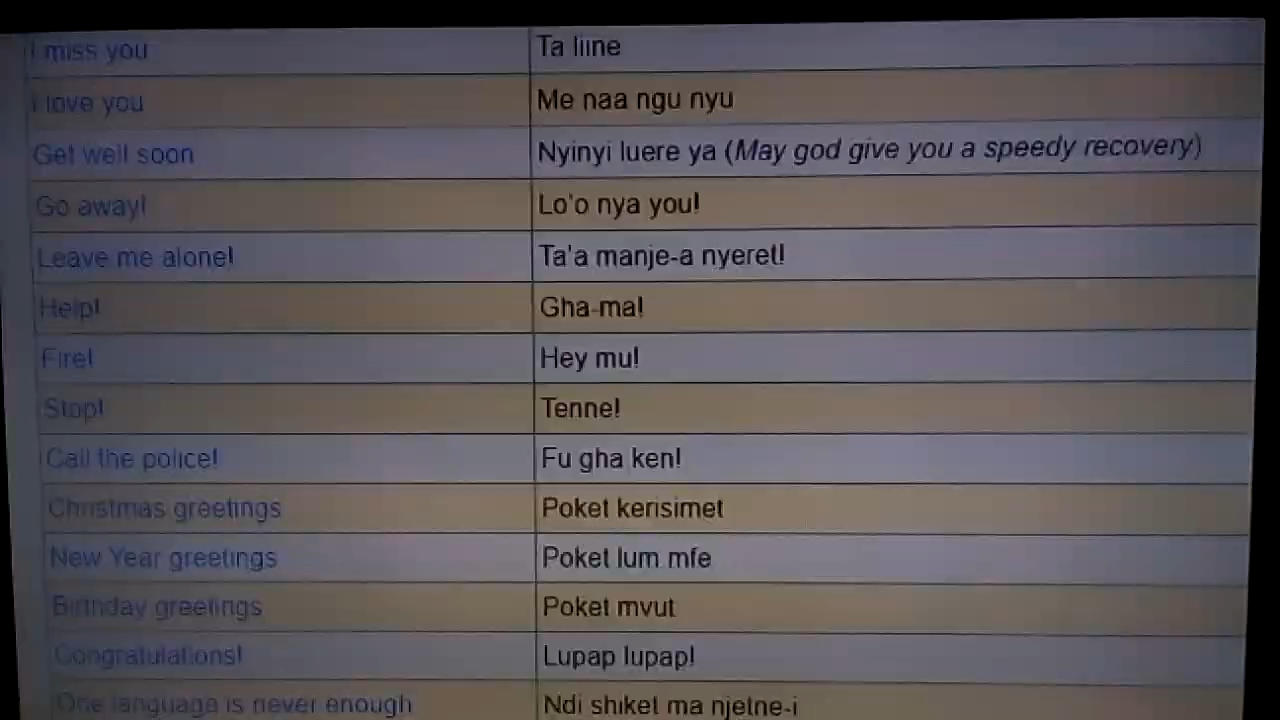 I miss you Ta liine
I love you Me naa ngu nyu
Get well soon Nyinyi luere ya (May god give you a speedy recovery)
Go away! Lo'o nya you!
Leave me alone! Ta'a manje-a nyeret!
Help! Gha-ma!
Fire! Hey mu!
Stop! Tenne!
Call the police! Fu gha ken!
Christmas greetings Poket kerisimet
New Year greetings Poket lum mfe
Birthday greetings Poket mvut
Congratulations! Lupap lupap!
One language is never enough Ndi shiket ma njetne-i